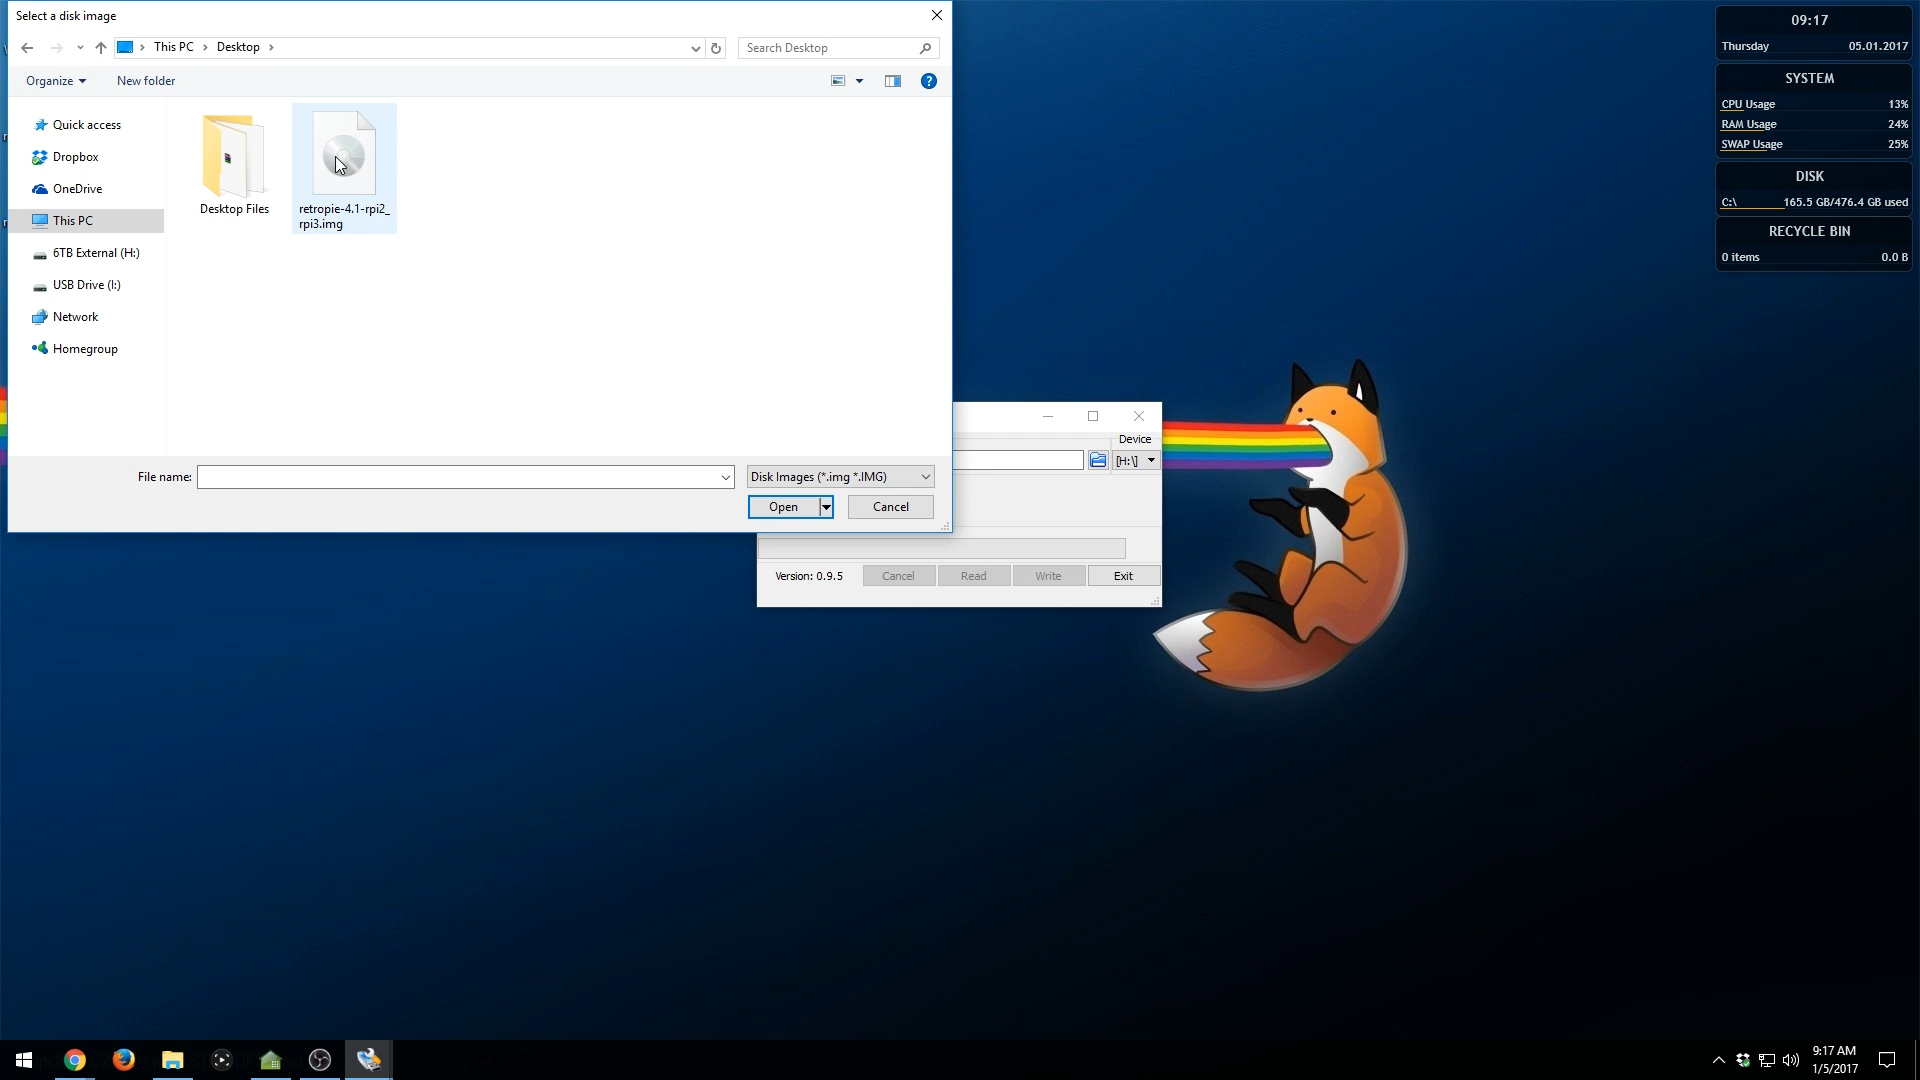 Select a disk image
This PC
Desktop
Search Desktop
Organize
New folder
?
Quick access
Dropbox
OneDrive
This PC
6TB External (H:)
USB Drive (I:)
Network
Homegroup
Desktop Files
retropie-4.1-rpi2_
rpi3.img
File name:
Disk Images (*.img *.IMG)
Open
Cancel
Device
[H:\]
Version: 0.9.5
Cancel
Read
Write
Exit
09:17
Thursday 05.01.2017
SYSTEM
CPU Usage 13%
RAM Usage 24%
SWAP Usage 25%
DISK
C:\ 165.5 GB/476.4 GB used
RECYCLE BIN
0 items 0.0 B
9:17 AM
1/5/2017